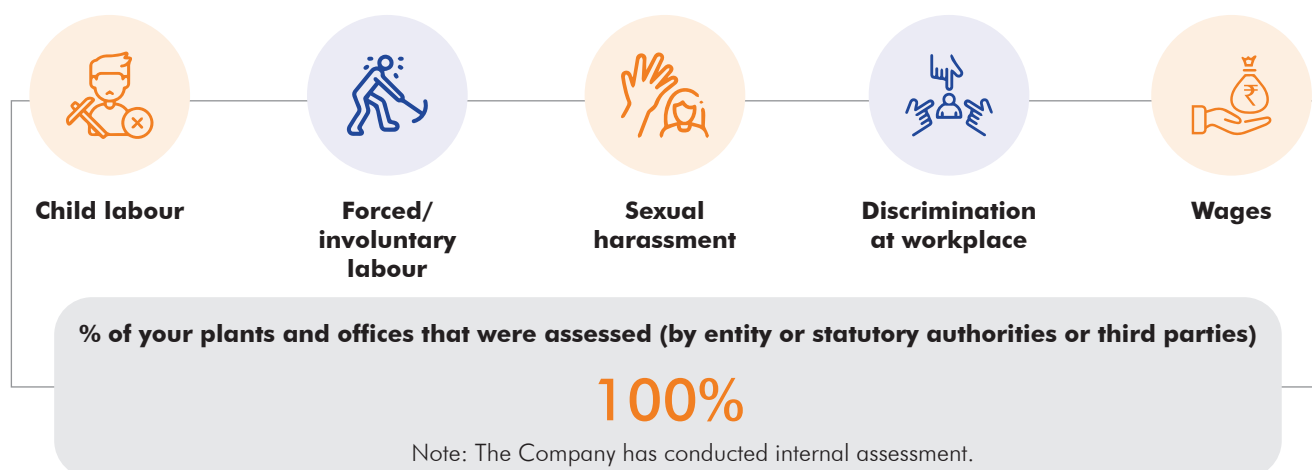 Child labour
Forced/
involuntary
labour
Sexual
harassment
Discrimination
at workplace
Wages
% of your plants and offices that were assessed (by entity or statutory authorities or third parties)
100%
Note: The Company has conducted internal assessment.